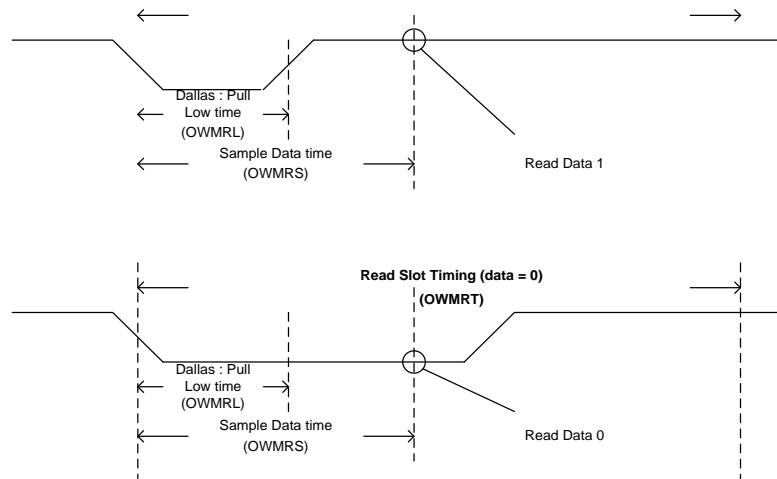 Dallas : Pull
Low time
(OWMRL)
Sample Data time
(OWMRS)
Read Data 1
Read Slot Timing (data = 0)
(OWMRT)
Dallas : Pull
Low time
(OWMRL)
Sample Data time
(OWMRS)
Read Data 0